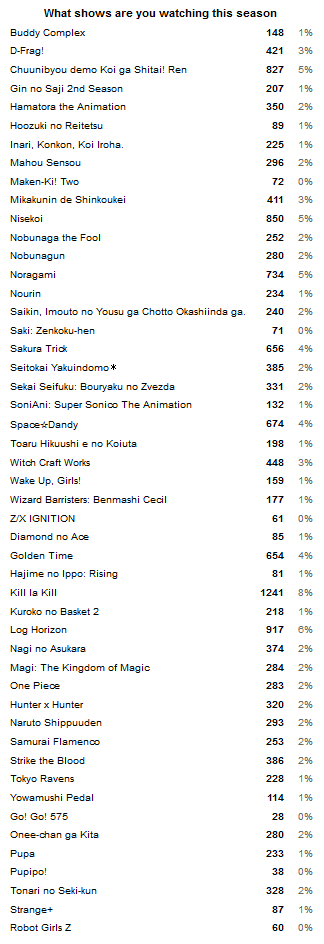 What shows are you watching this season
Buddy Complex 148 1%
D-Frag! 421 3%
Chuunibyou demo Koi ga Shitai! Ren 827 5%
Gin no Saji 2nd Season 207 1%
Hamatora the Animation 350 2%
Hoozuki no Reitetsu 89 1%
Inari, Konkon, Koi Iroha. 225 1%
Mahou Sensou 296 2%
Maken-Ki! Two 72 0%
Mikakunin de Shinkoukei 411 3%
Nisekoi 850 5%
Nobunaga the Fool 252 2%
Nobunagun 280 2%
Noragami 734 5%
Nourin 234 1%
Saikin, Imouto no Yousu ga Chotto Okashiinda ga. 240 2%
Saki: Zenkoku-hen 71 0%
Sakura Trick 656 4%
Seitokai Yakuindomo* 385 2%
Sekai Seifuku: Bouryaku no Zvezda 331 2%
SoniAni: Super Sonico The Animation 132 1%
Space☆Dandy 674 4%
Toaru Hikuushi e no Koiuta 198 1%
Witch Craft Works 448 3%
Wake Up, Girls! 159 1%
Wizard Barristers: Benmashi Cecil 177 1%
Z/X IGNITION 61 0%
Diamond no Ace 85 1%
Golden Time 654 4%
Hajime no Ippo: Rising 81 1%
Kill la Kill 1241 8%
Kuroko no Basket 2 218 1%
Log Horizon 917 6%
Nagi no Asukara 374 2%
Magi: The Kingdom of Magic 284 2%
One Piece 283 2%
Hunter x Hunter 320 2%
Naruto Shippuuden 293 2%
Samurai Flamenco 253 2%
Strike the Blood 386 2%
Tokyo Ravens 228 1%
Yowamushi Pedal 114 1%
Go! Go! 575 28 0%
Onee-chan ga Kita 280 2%
Pupa 233 1%
Pupipo! 38 0%
Tonari no Seki-kun 328 2%
Strange+ 87 1%
Robot Girls Z 60 0%